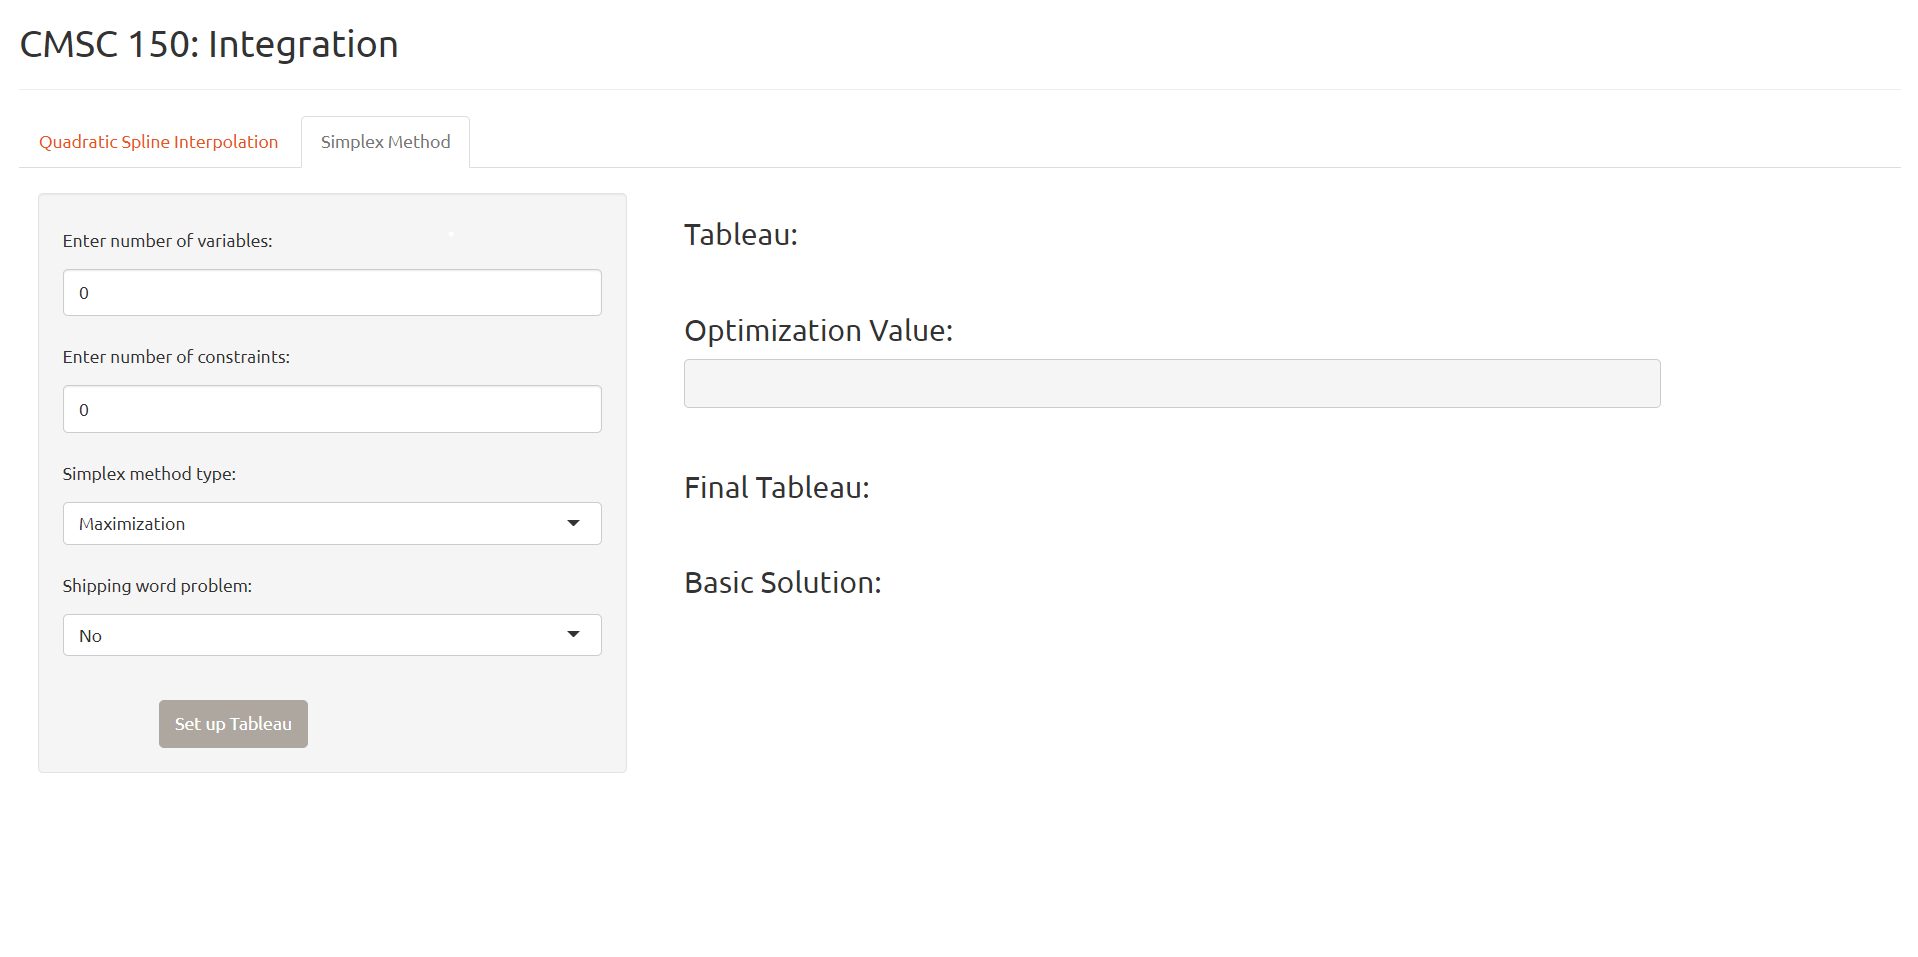 CMSC 150: Integration
Quadratic Spline Interpolation
Simplex Method
Enter number of variables:
0
Enter number of constraints:
0
Simplex method type:
Maximization
Shipping word problem:
No
Set up Tableau
Tableau:
Optimization Value:
Final Tableau:
Basic Solution: